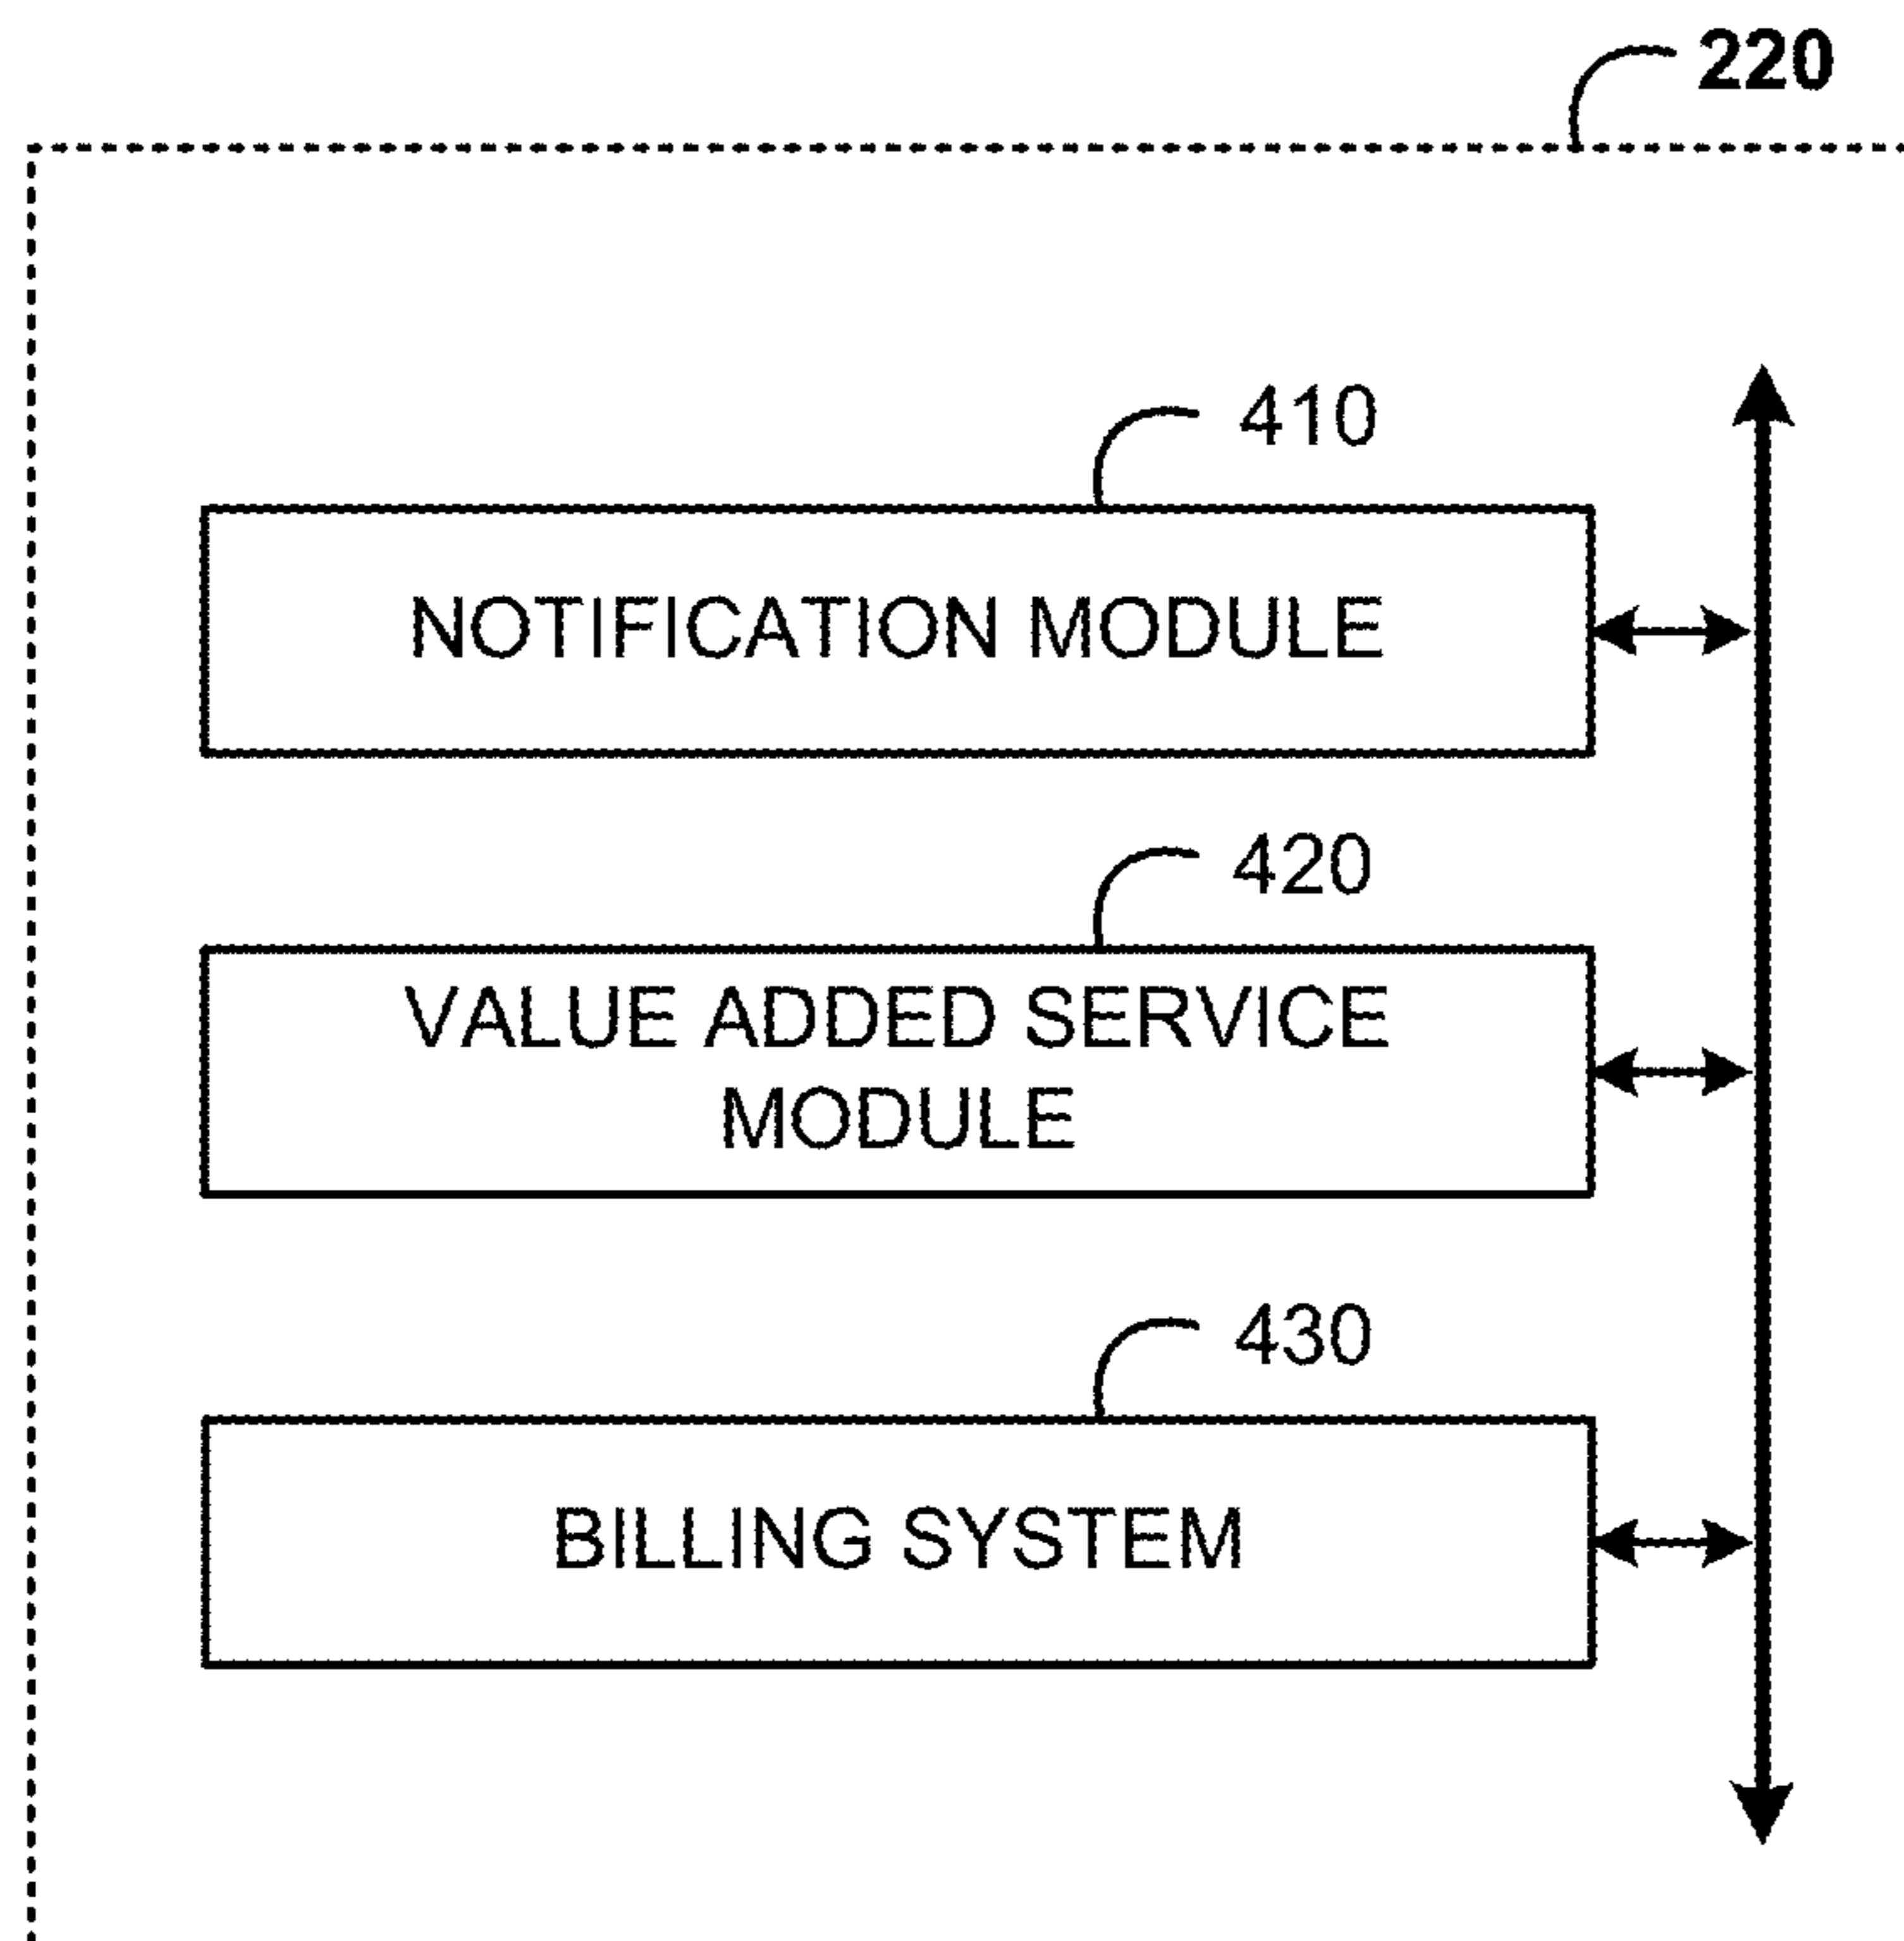 220
410
NOTIFICATION MODULE
420
VALUE ADDED SERVICE
MODULE
430
BILLING SYSTEM